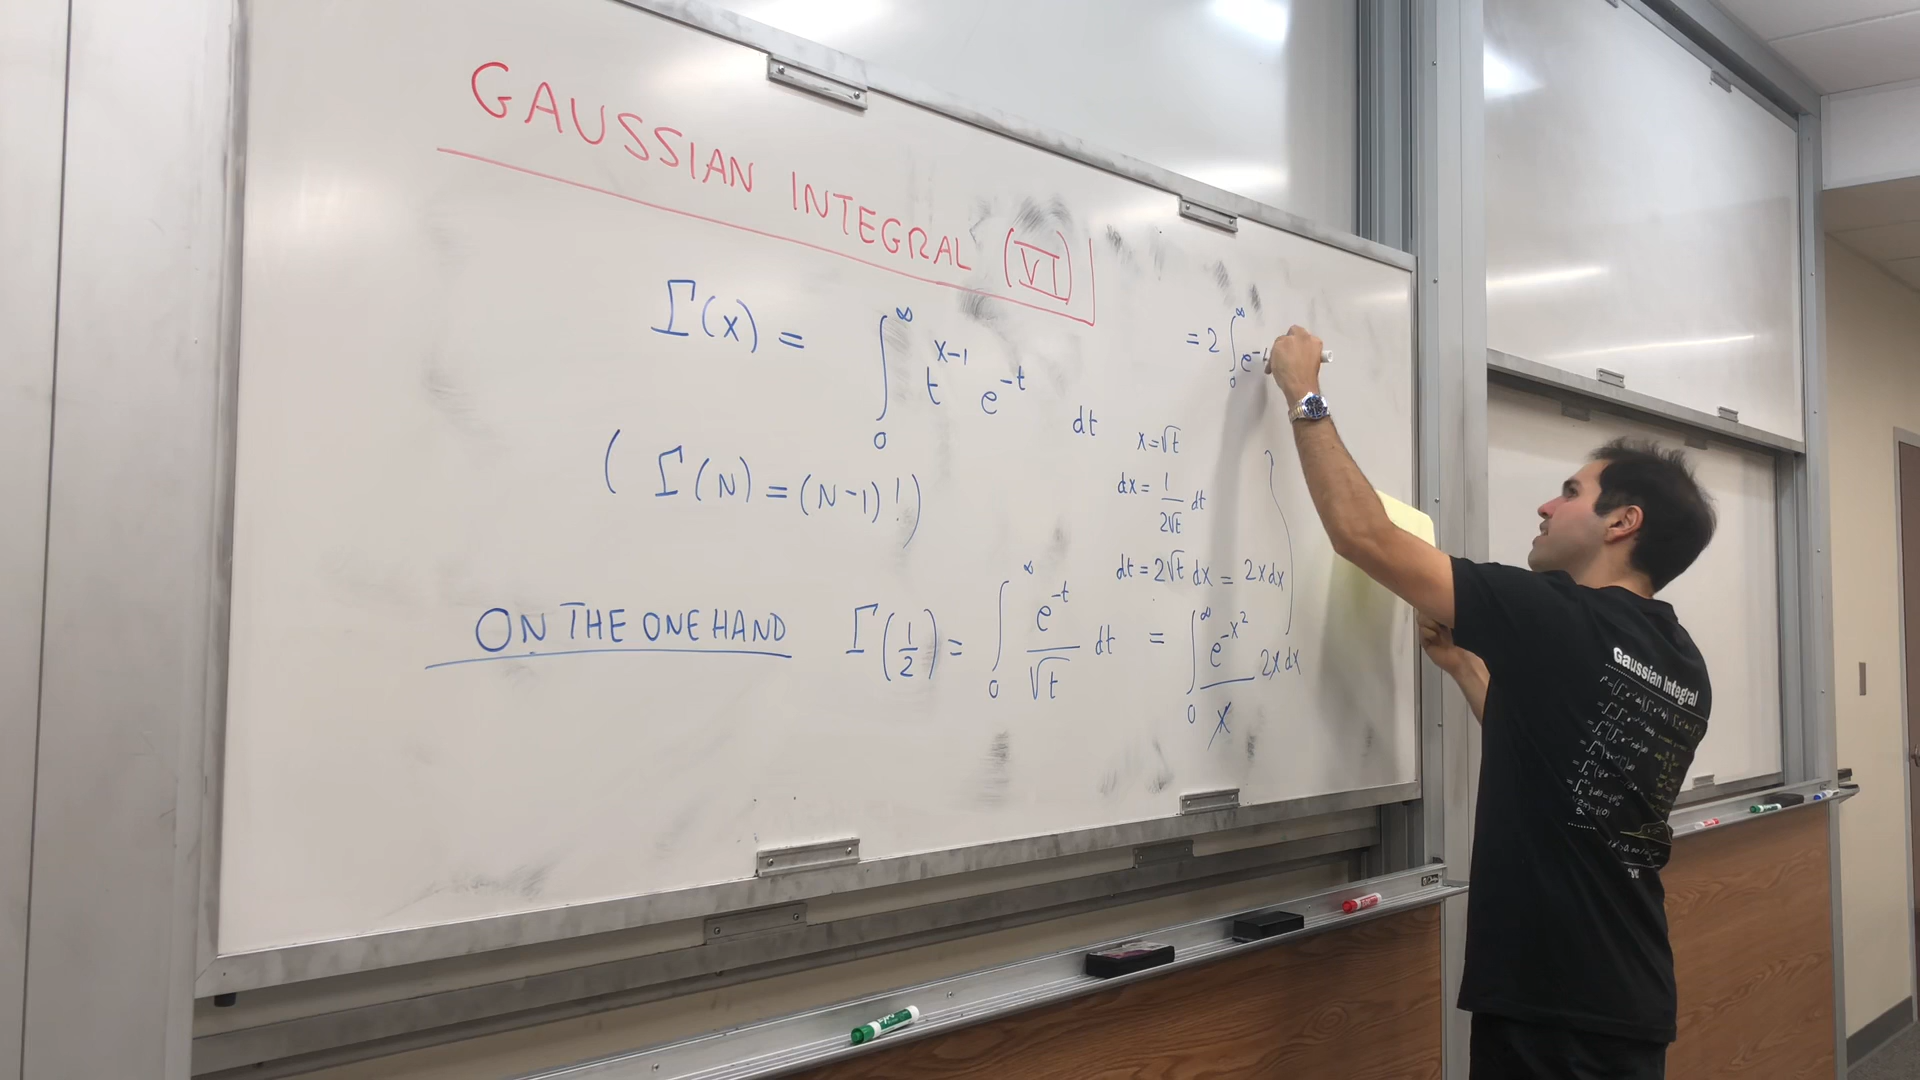 GAUSSIAN INTEGRAL (VI)
Γ(x) = ∫₀^∞ t^(x-1) e^(-t) dt
(Γ(N) = (N-1)!)
ON THE ONE HAND
Γ(1/2) = ∫₀^∞ e^(-t)/√t dt = ∫₀^∞ e^(-x²)/x 2x dx
x = √t
dx = 1/(2√t) dt
dt = 2√t dx = 2x dx
= 2 ∫₀^∞ e^-
Gaussian Integral